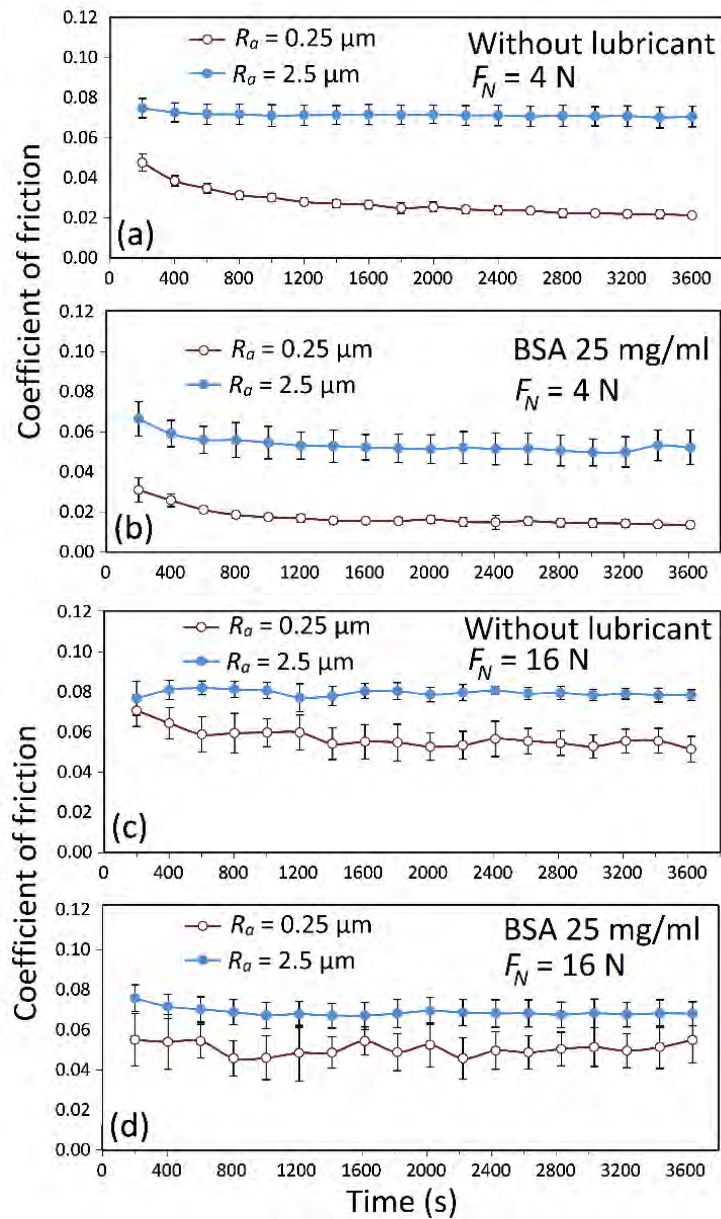 0.12
0.10
0.08
0.06
0.04
0.02
0.00
Rₐ = 0.25 µm
Rₐ = 2.5 µm
Without lubricant
F_N = 4 N
(a)
0 400 800 1200 1600 2000 2400 2800 3200 3600
0.12
0.10
0.08
0.06
0.04
0.02
0.00
Rₐ = 0.25 µm
Rₐ = 2.5 µm
BSA 25 mg/ml
F_N = 4 N
(b)
0 400 800 1200 1600 2000 2400 2800 3200 3600
Coefficient of friction
0.12
0.10
0.08
0.06
0.04
0.02
0.00
Rₐ = 0.25 µm
Rₐ = 2.5 µm
Without lubricant
F_N = 16 N
(c)
0 400 800 1200 1600 2000 2400 2800 3200 3600
0.12
0.10
0.08
0.06
0.04
0.02
0.00
Rₐ = 0.25 µm
Rₐ = 2.5 µm
BSA 25 mg/ml
F_N = 16 N
(d)
0 400 800 1200 1600 2000 2400 2800 3200 3600
Coefficient of friction
Time (s)